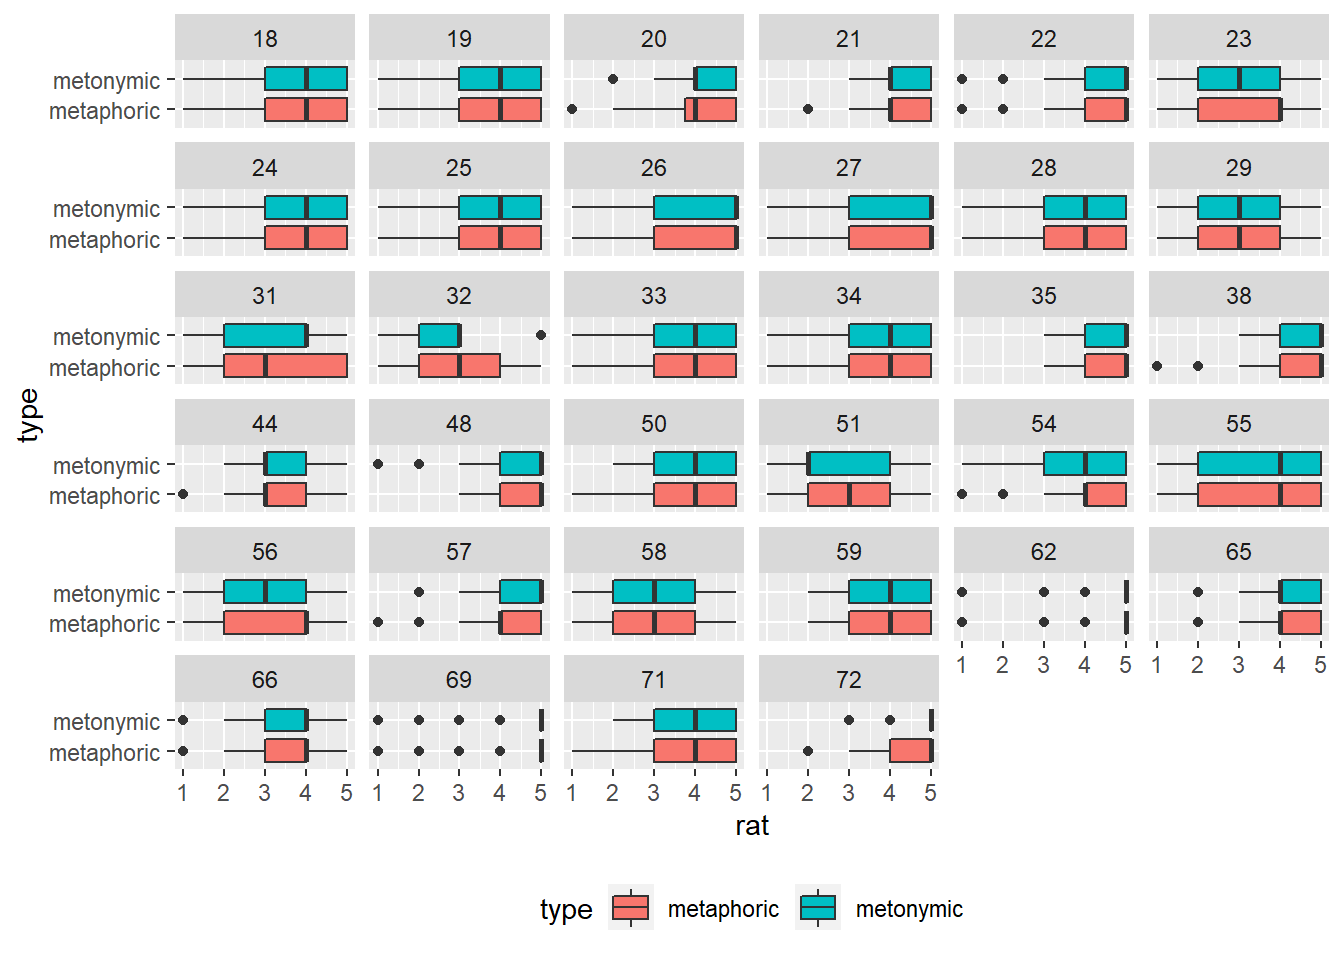 18 19 20 21 22 23
metonymic
metaphoric
24 25 26 27 28 29
metonymic
metaphoric
31 32 33 34 35 38
metonymic
metaphoric
type
44 48 50 51 54 55
metonymic
metaphoric
56 57 58 59 62 65
metonymic
metaphoric
1 2 3 4 5 1 2 3 4 5
66 69 71 72
metonymic
metaphoric
1 2 3 4 5 1 2 3 4 5 1 2 3 4 5 1 2 3 4 5
rat
type metaphoric metonymic